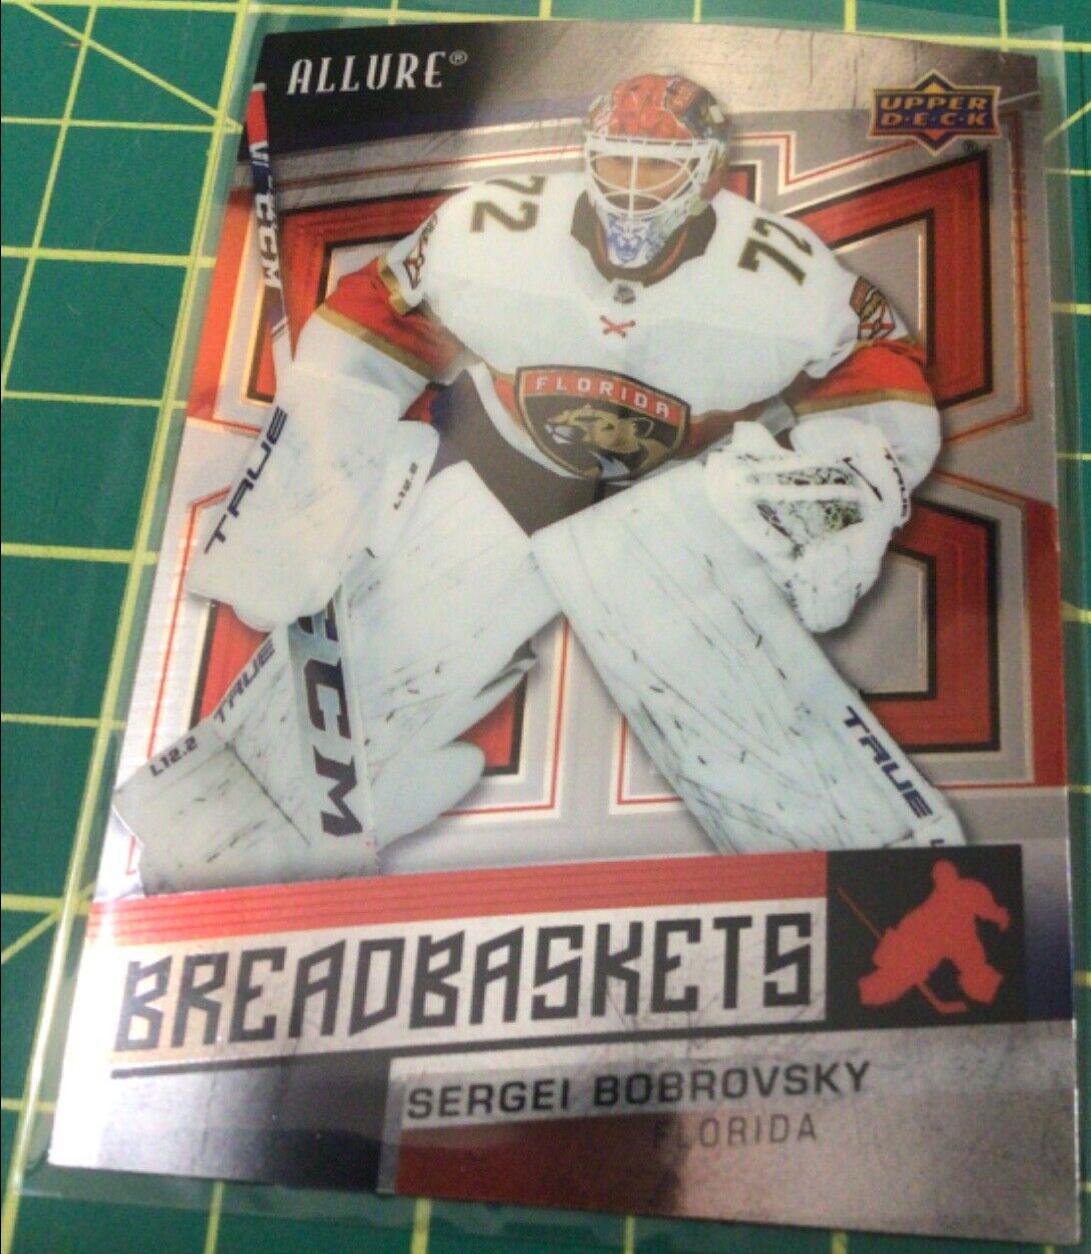 ALLURE®
UPPER
D·E·C·K®
72
72
CCM
FLORIDA
TRUE
L12.2
TRUE
CCM
TRUE
L12.2
TRUE
BREADBASKETS
SERGEI BOBROVSKY
FLORIDA